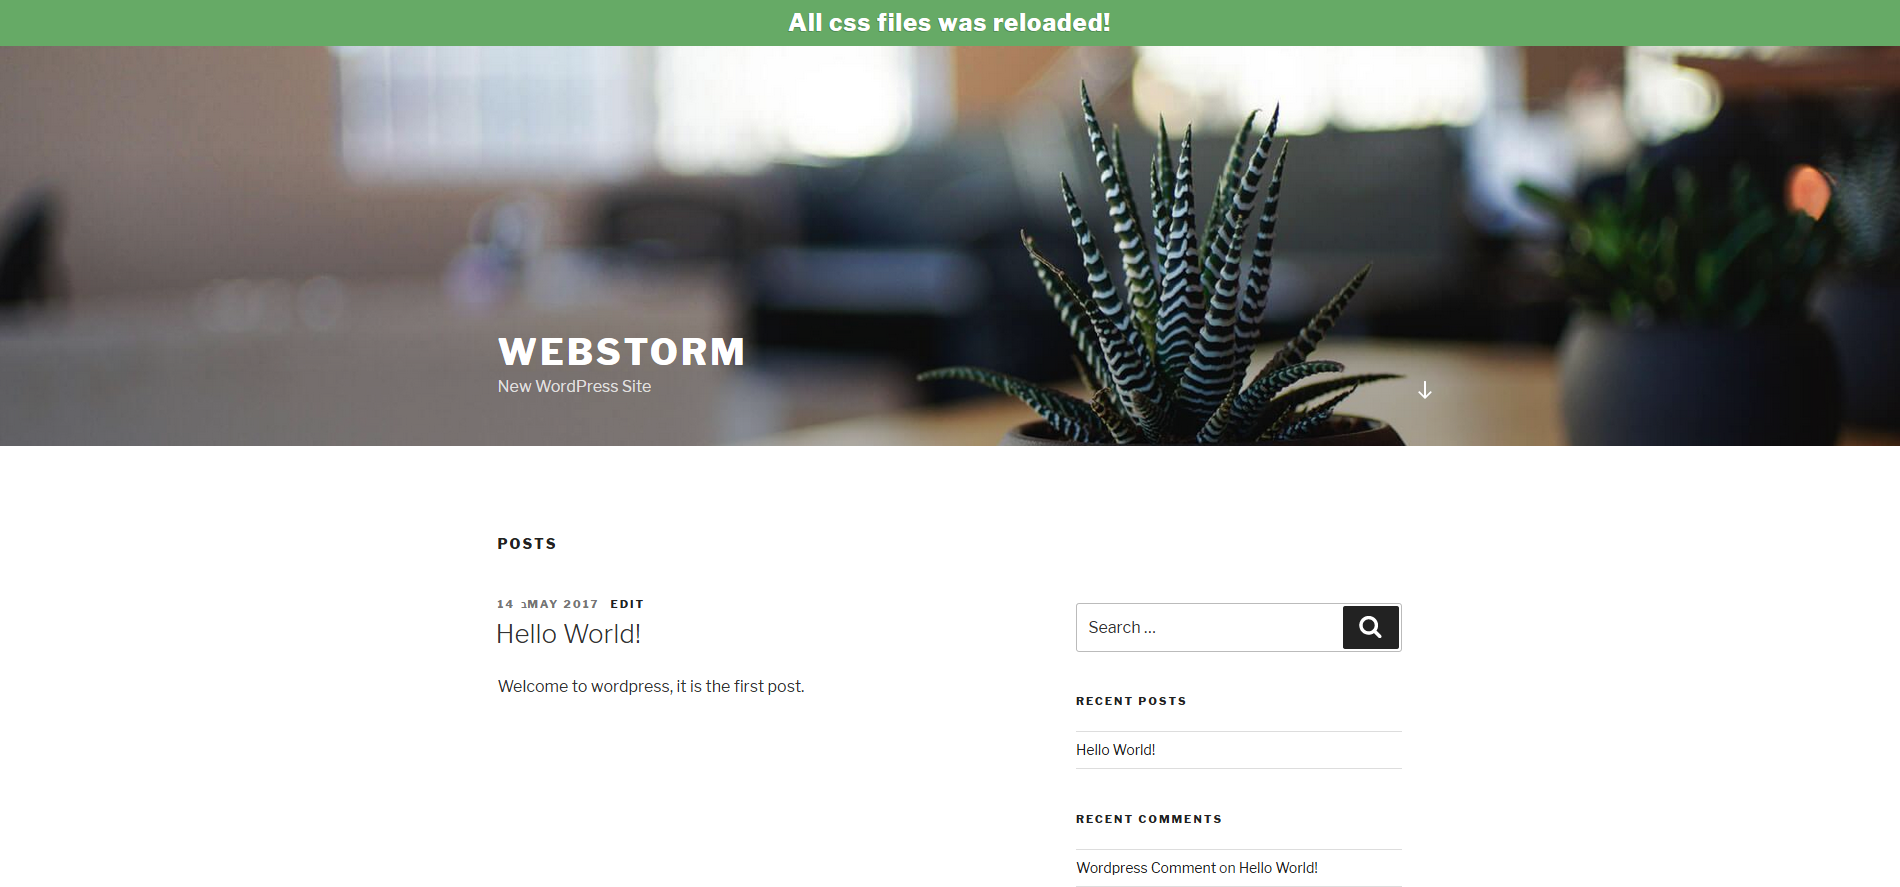 All css files was reloaded!
WEBSTORM
New WordPress Site
POSTS
14 בMAY 2017 EDIT
Hello World!
Welcome to wordpress, it is the first post.
Search ...
RECENT POSTS
Hello World!
RECENT COMMENTS
Wordpress Comment on Hello World!